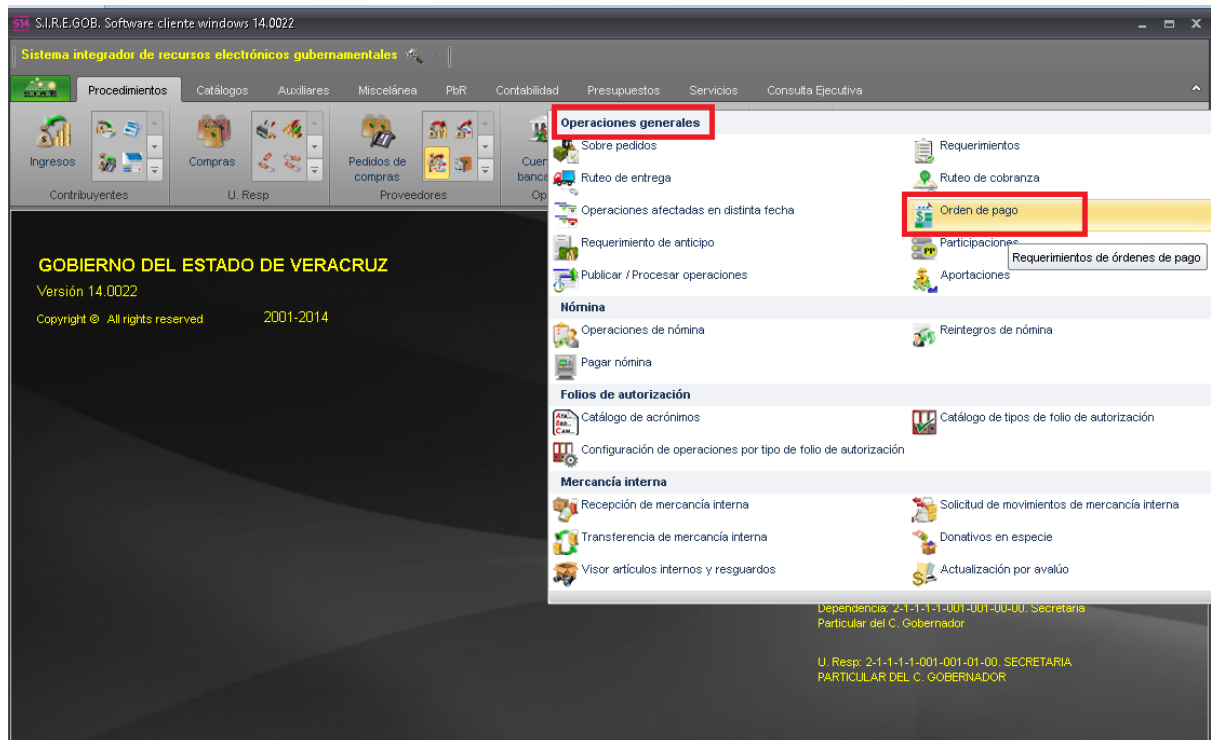 S14 S.I.R.E.GOB. Software cliente windows 14.0022
Sistema integrador de recursos electrónicos gubernamentales
Procedimientos Catálogos Auxiliares Miscelánea PbR Contabilidad Presupuestos Servicios Consulta Ejecutiva
Ingresos
Contribuyentes
Compras
U. Resp
Pedidos de
compras
Proveedores
Cuen
banca
Op
Operaciones generales
Sobre pedidos
Requerimientos
Ruteo de entrega
Ruteo de cobranza
Operaciones afectadas en distinta fecha
Orden de pago
Requerimiento de anticipo
Participaciones
Requerimientos de órdenes de pago
Publicar / Procesar operaciones
Aportaciones
Nómina
Operaciones de nómina
Reintegros de nómina
Pagar nómina
Folios de autorización
Catálogo de acrónimos
Catálogo de tipos de folio de autorización
Configuración de operaciones por tipo de folio de autorización
Mercancía interna
Recepción de mercancía interna
Solicitud de movimientos de mercancía interna
Transferencia de mercancía interna
Donativos en especie
Visor artículos internos y resguardos
Actualización por avalúo
GOBIERNO DEL ESTADO DE VERACRUZ
Versión 14.0022
Copyright © All rights reserved 2001-2014
Dependencia: 2-1-1-1-1-001-001-00-00. Secretaria
Particular del C. Gobernador
U. Resp: 2-1-1-1-1-001-001-01-00. SECRETARIA
PARTICULAR DEL C. GOBERNADOR